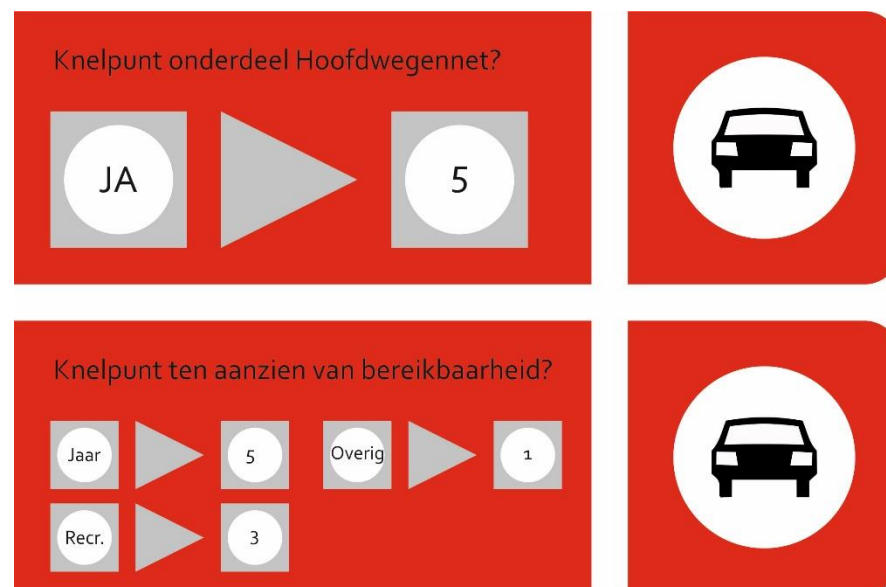 Knelpunt onderdeel Hoofdwegennet?
JA 5
Knelpunt ten aanzien van bereikbaarheid?
Jaar 5 Overig 1
Recr. 3